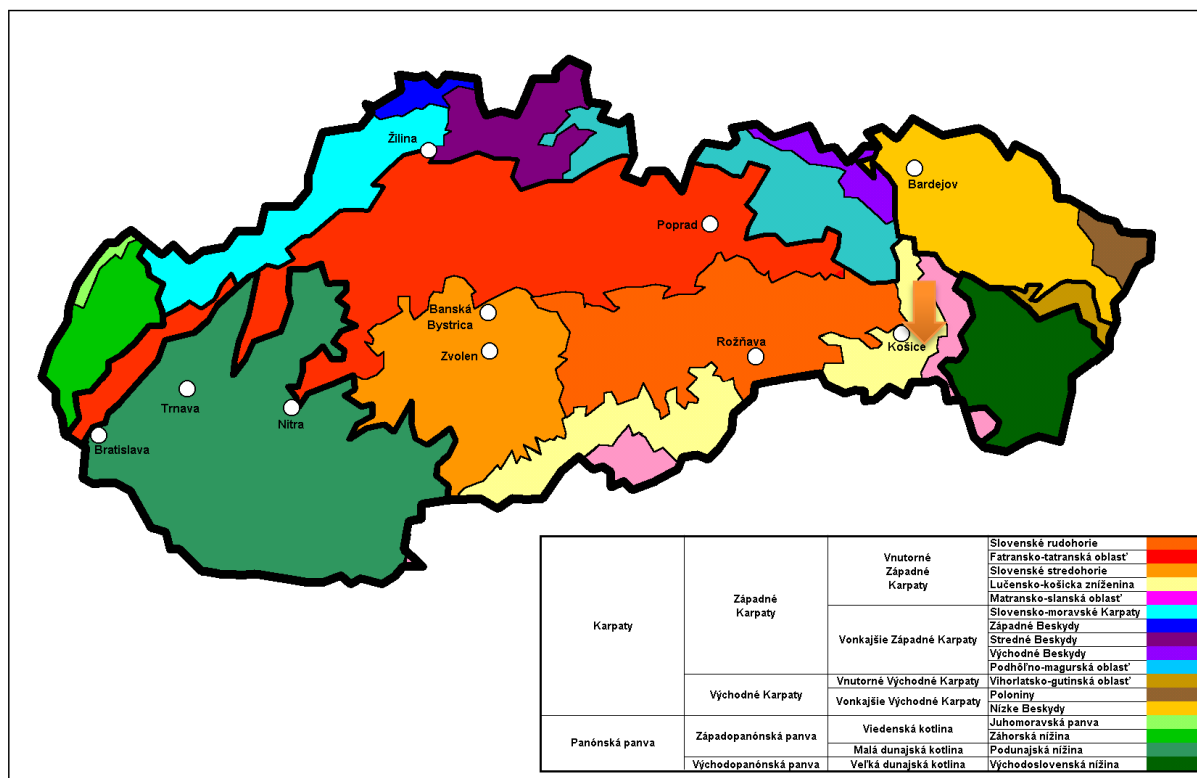 Žilina
Bardejov
Poprad
Banská
Bystrica
Zvolen
Rožňava
Košice
Trnava
Nitra
Bratislava
Karpaty
Západné
Karpaty
Vnutorné
Západné
Karpaty
Slovenské rudohorie
Fatransko-tatranská oblasť
Slovenské stredohorie
Lučensko-košicka zníženina
Matransko-slanská oblasť
Vonkajšie Západné Karpaty
Slovensko-moravské Karpaty
Západné Beskydy
Stredné Beskydy
Východné Beskydy
Podhôľno-magurská oblasť
Východné Karpaty
Vnutorné Východné Karpaty
Vihorlatsko-gutinská oblasť
Vonkajšie Východné Karpaty
Poloniny
Nízke Beskydy
Panónská panva
Západopanónská panva
Viedenská kotlina
Juhomoravská panva
Záhorská nížina
Malá dunajská kotlina
Podunajská nížina
Východopanónská panva
Veľká dunajská kotlina
Východoslovenská nížina